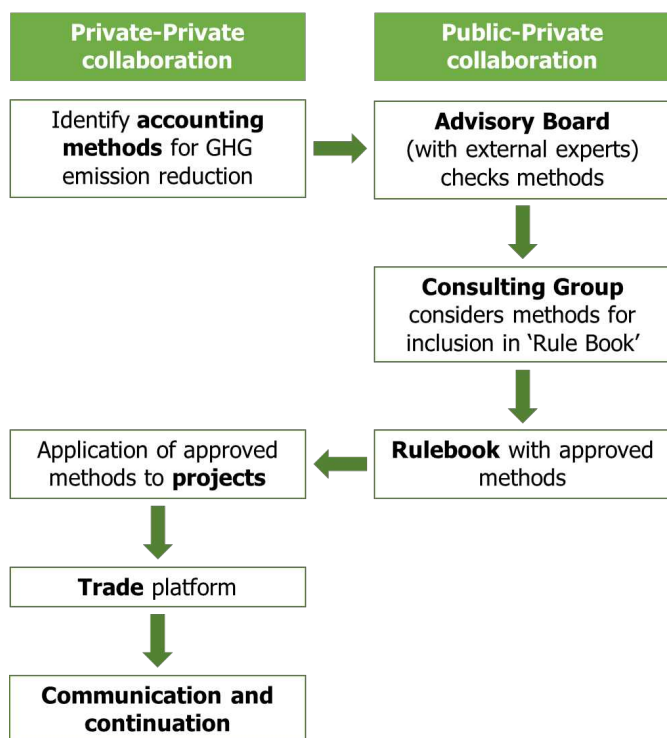 Private-Private
collaboration
Public-Private
collaboration
Identify accounting
methods for GHG
emission reduction
Advisory Board
(with external experts)
checks methods
Consulting Group
considers methods for
inclusion in ‘Rule Book’
Rulebook with approved
methods
Application of approved
methods to projects
Trade platform
Communication and
continuation